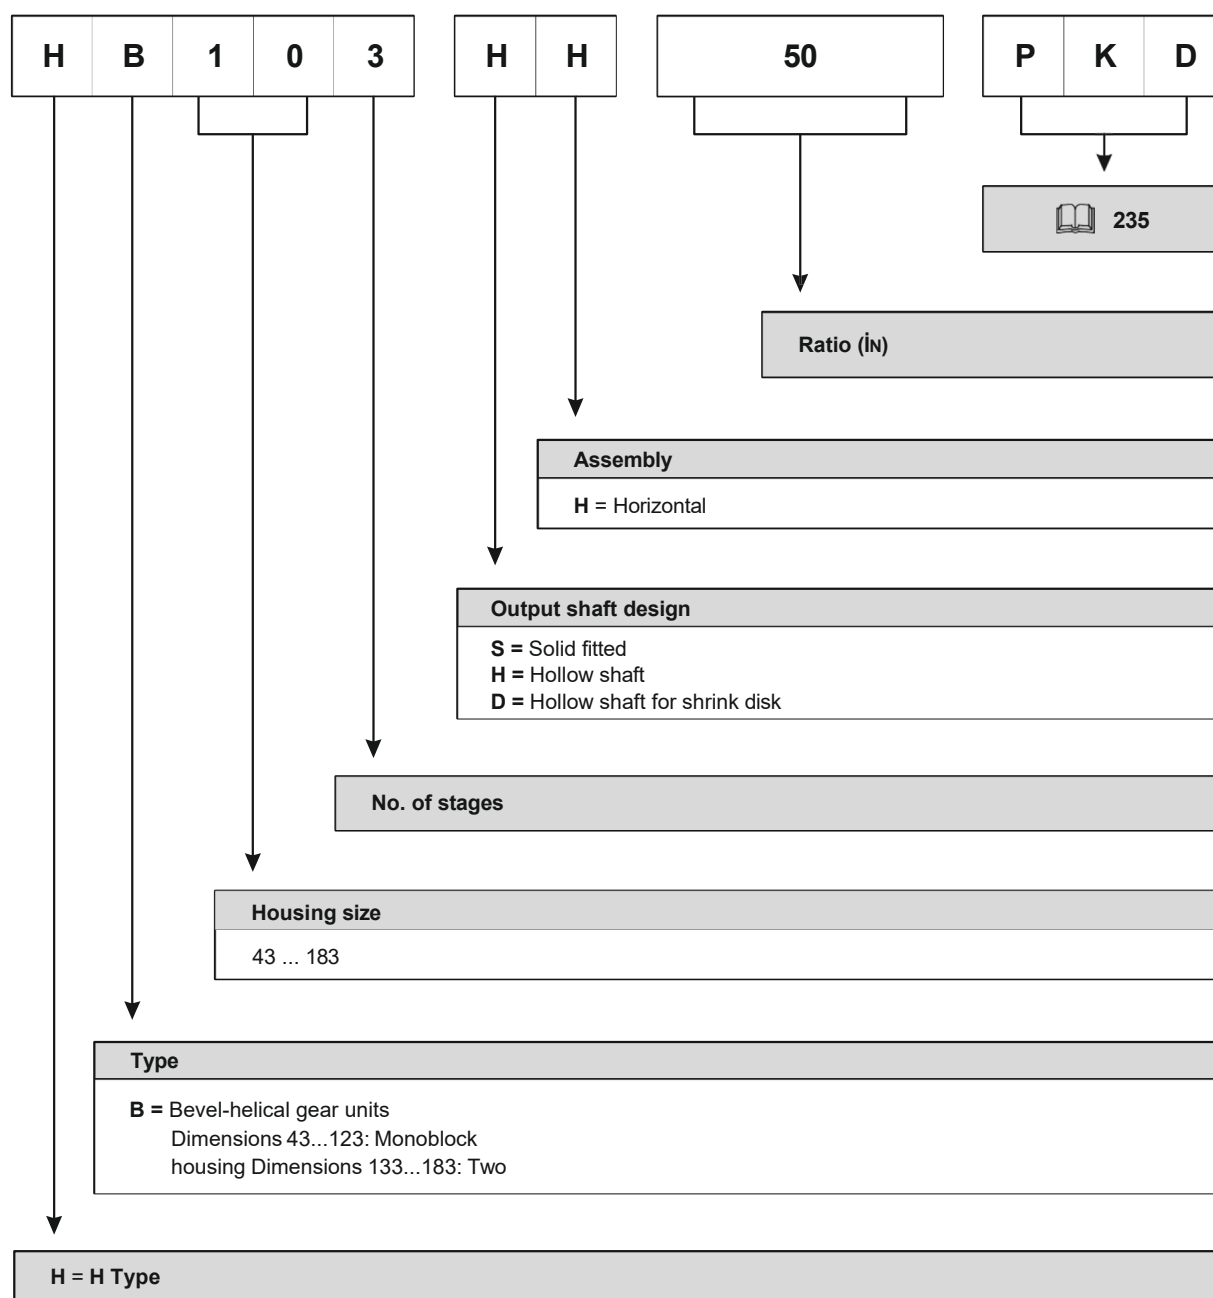 H B 1 0 3 H H 50 P K D
235
Ratio (İN)
Assembly
H = Horizontal
Output shaft design
S = Solid fitted
H = Hollow shaft
D = Hollow shaft for shrink disk
No. of stages
Housing size
43 ... 183
Type
B = Bevel-helical gear units
Dimensions 43...123: Monoblock
housing Dimensions 133...183: Two
H = H Type